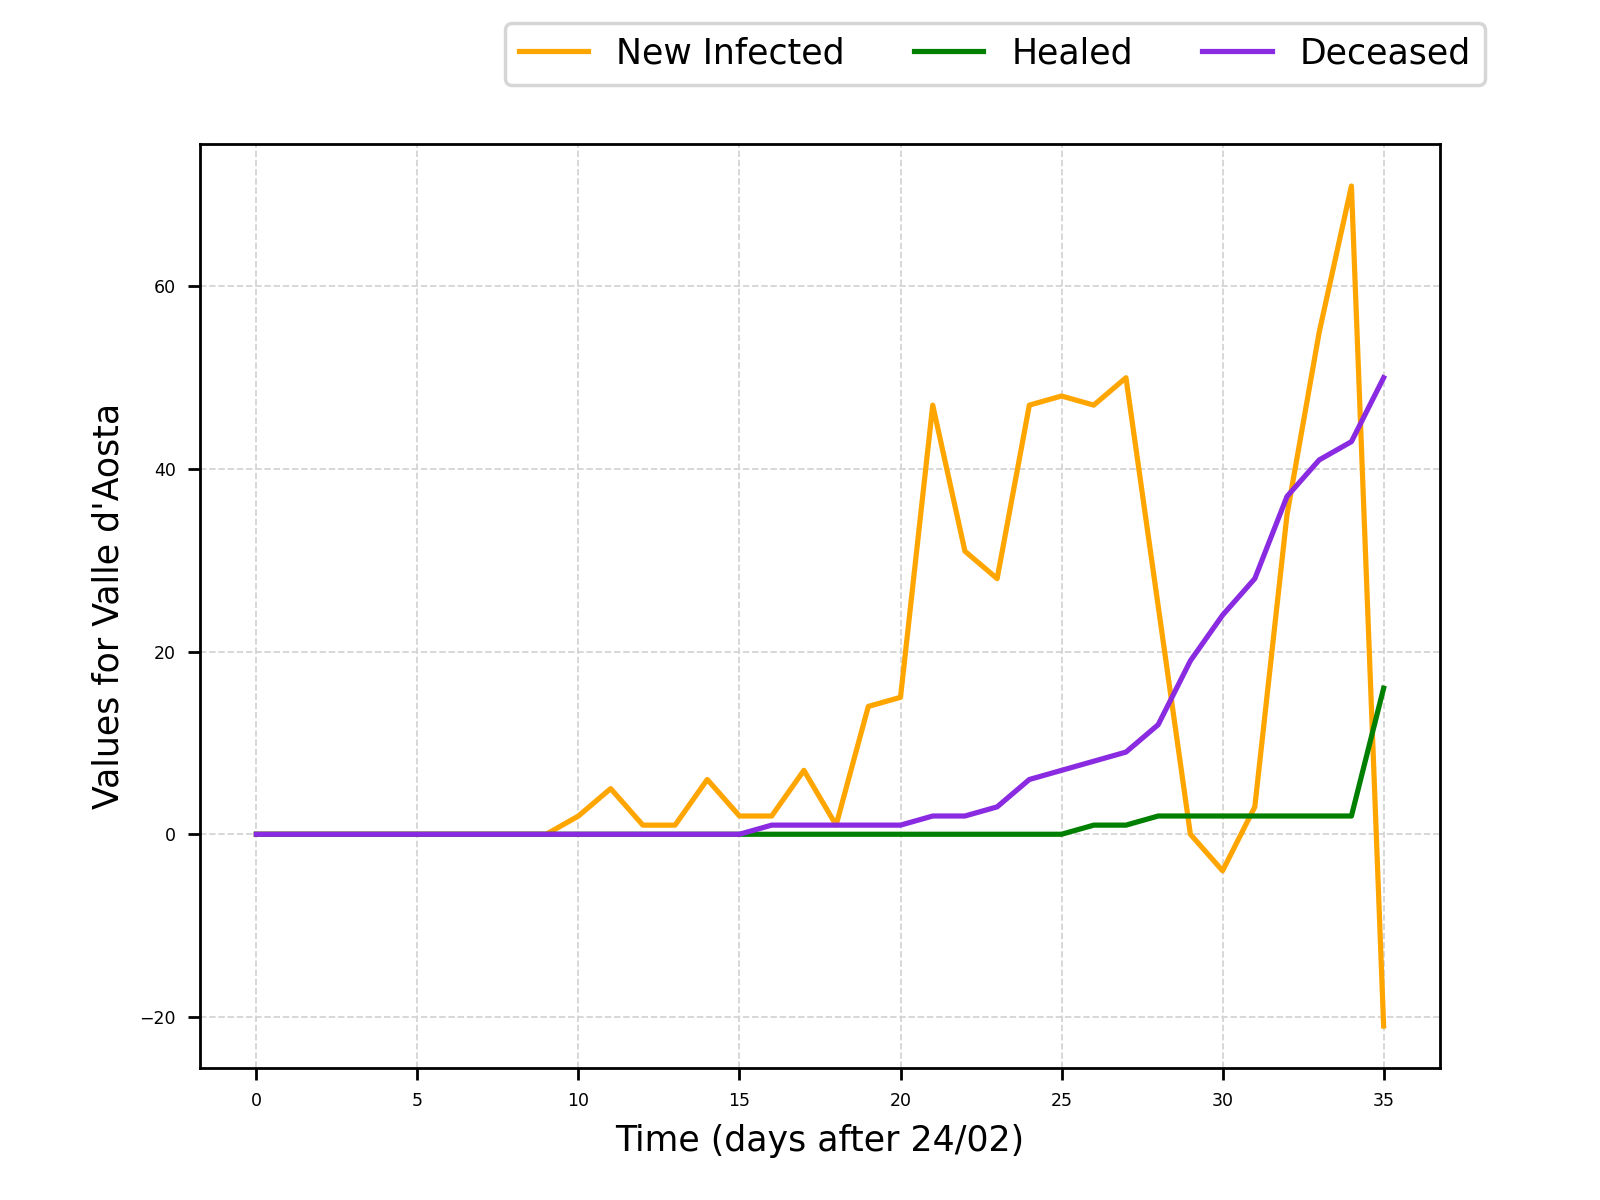 New Infected Healed Deceased
Values for Valle d'Aosta
60
40
20
0
−20
0 5 10 15 20 25 30 35
Time (days after 24/02)